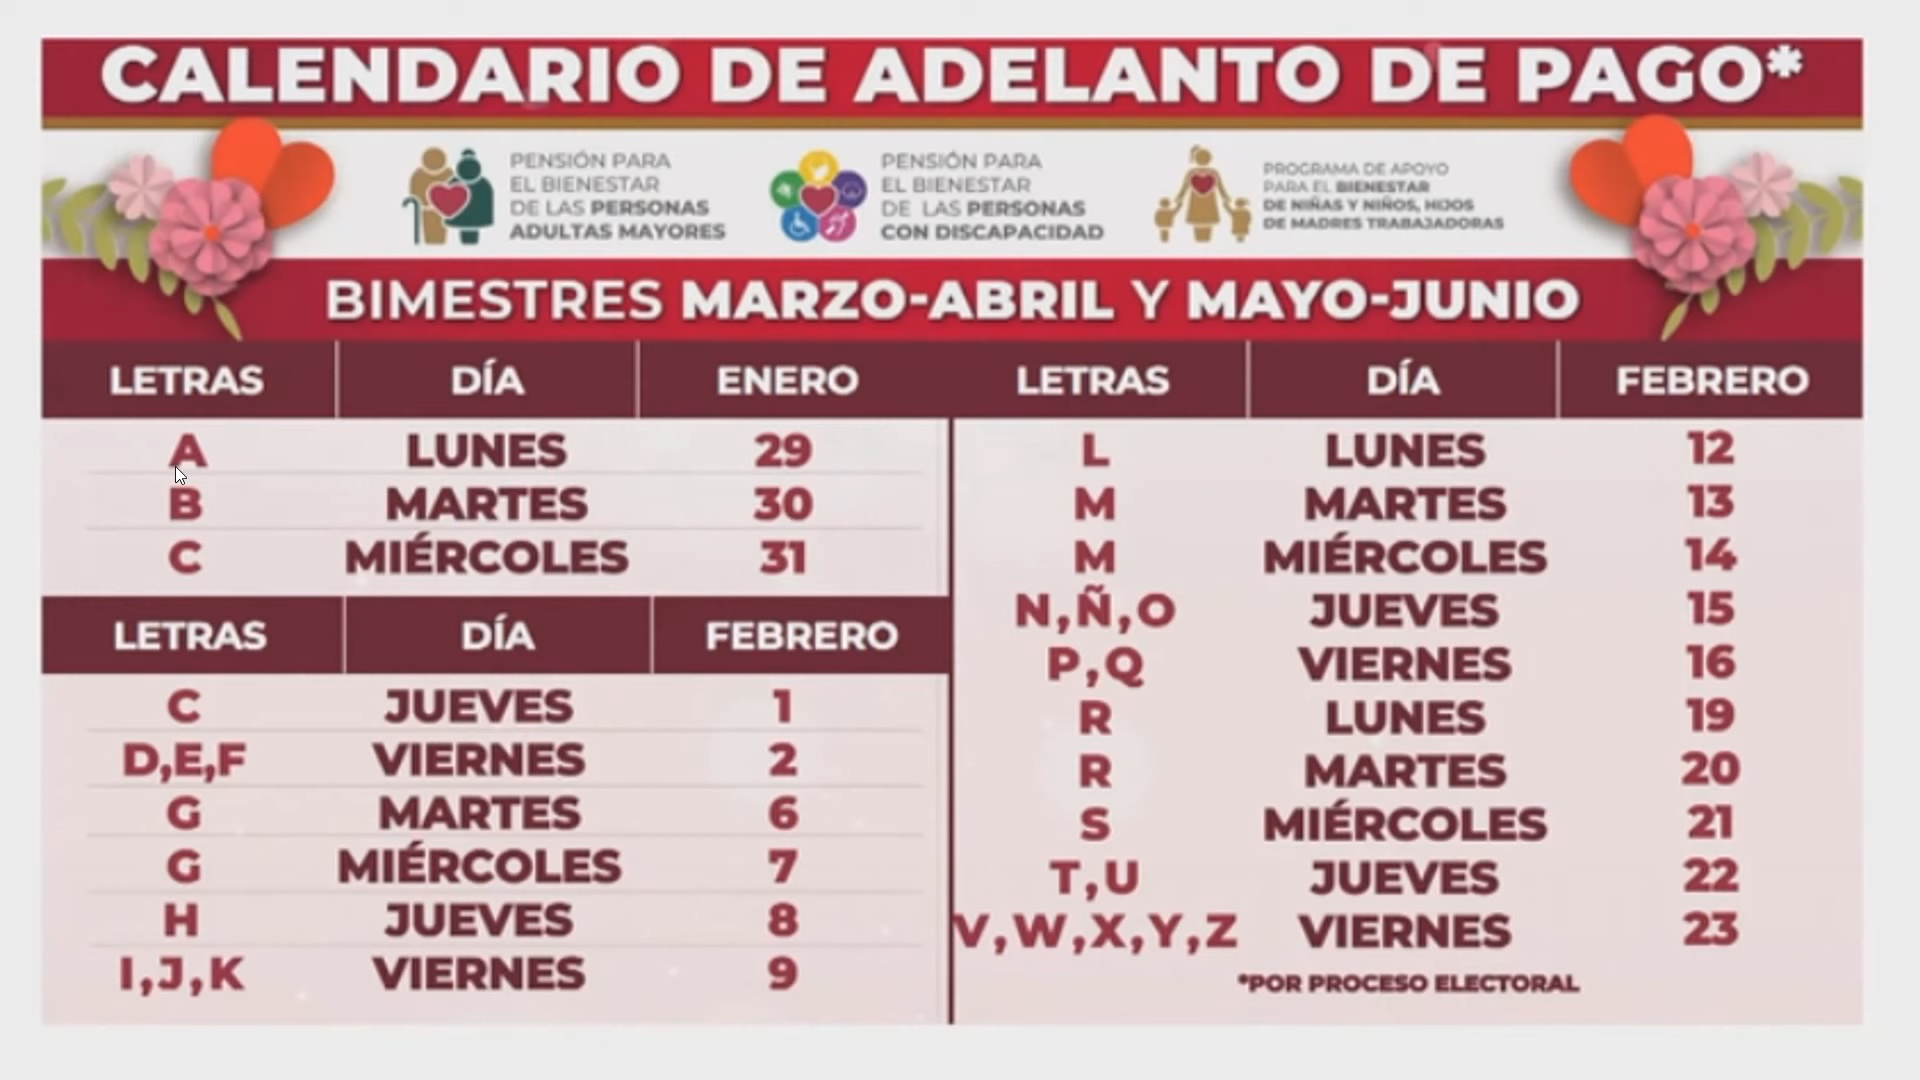 CALENDARIO DE ADELANTO DE PAGO*
PENSIÓN PARA
EL BIENESTAR
DE LAS PERSONAS
ADULTAS MAYORES
PENSIÓN PARA
EL BIENESTAR
DE LAS PERSONAS
CON DISCAPACIDAD
PROGRAMA DE APOYO
PARA EL BIENESTAR
DE NIÑAS Y NIÑOS, HIJOS
DE MADRES TRABAJADORAS
BIMESTRES MARZO-ABRIL Y MAYO-JUNIO
LETRAS DÍA ENERO
A LUNES 29
B MARTES 30
C MIÉRCOLES 31
LETRAS DÍA FEBRERO
C JUEVES 1
D,E,F VIERNES 2
G MARTES 6
G MIÉRCOLES 7
H JUEVES 8
I,J,K VIERNES 9
LETRAS DÍA FEBRERO
L LUNES 12
M MARTES 13
M MIÉRCOLES 14
N,Ñ,O JUEVES 15
P,Q VIERNES 16
R LUNES 19
R MARTES 20
S MIÉRCOLES 21
T,U JUEVES 22
V,W,X,Y,Z VIERNES 23
*POR PROCESO ELECTORAL